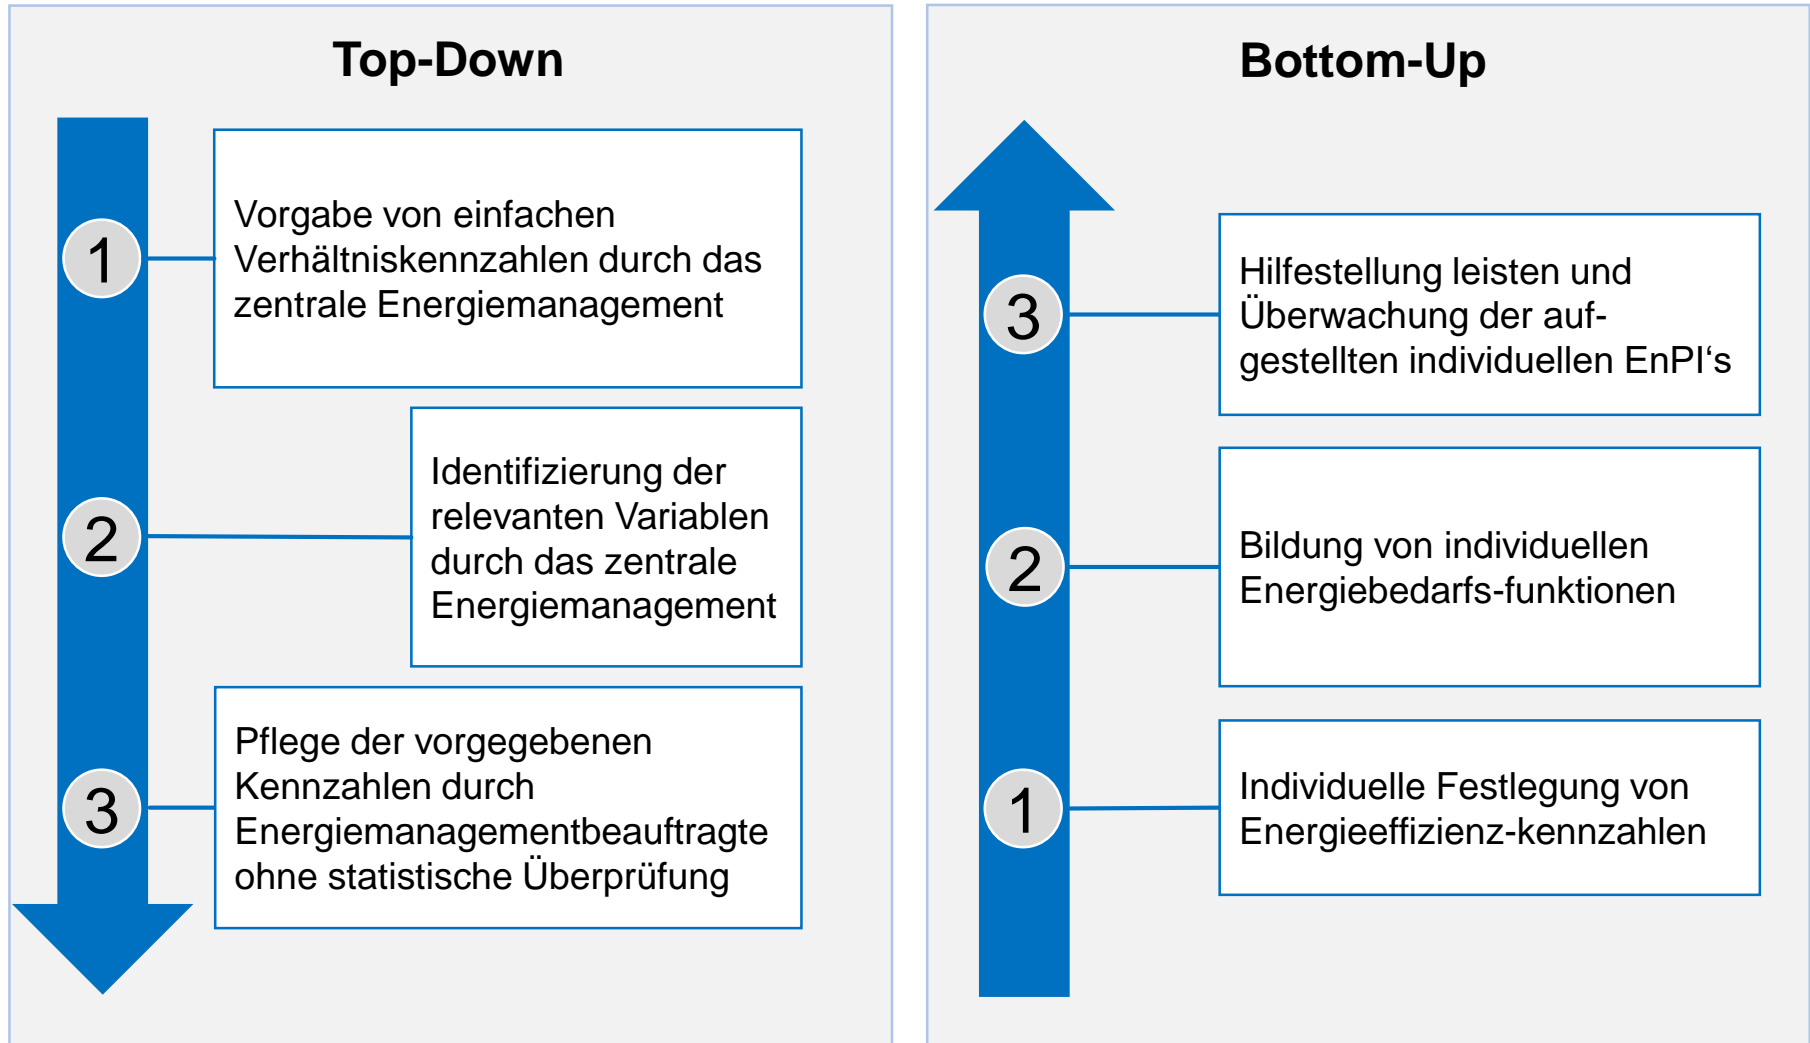 Top-Down
1
Vorgabe von einfachen
Verhältniskennzahlen durch das
zentrale Energiemanagement
2
Identifizierung der
relevanten Variablen
durch das zentrale
Energiemanagement
3
Pflege der vorgegebenen
Kennzahlen durch
Energiemanagementbeauftragte
ohne statistische Überprüfung
Bottom-Up
3
Hilfestellung leisten und
Überwachung der auf-
gestellten individuellen EnPI‘s
2
Bildung von individuellen
Energiebedarfs-funktionen
1
Individuelle Festlegung von
Energieeffizienz-kennzahlen